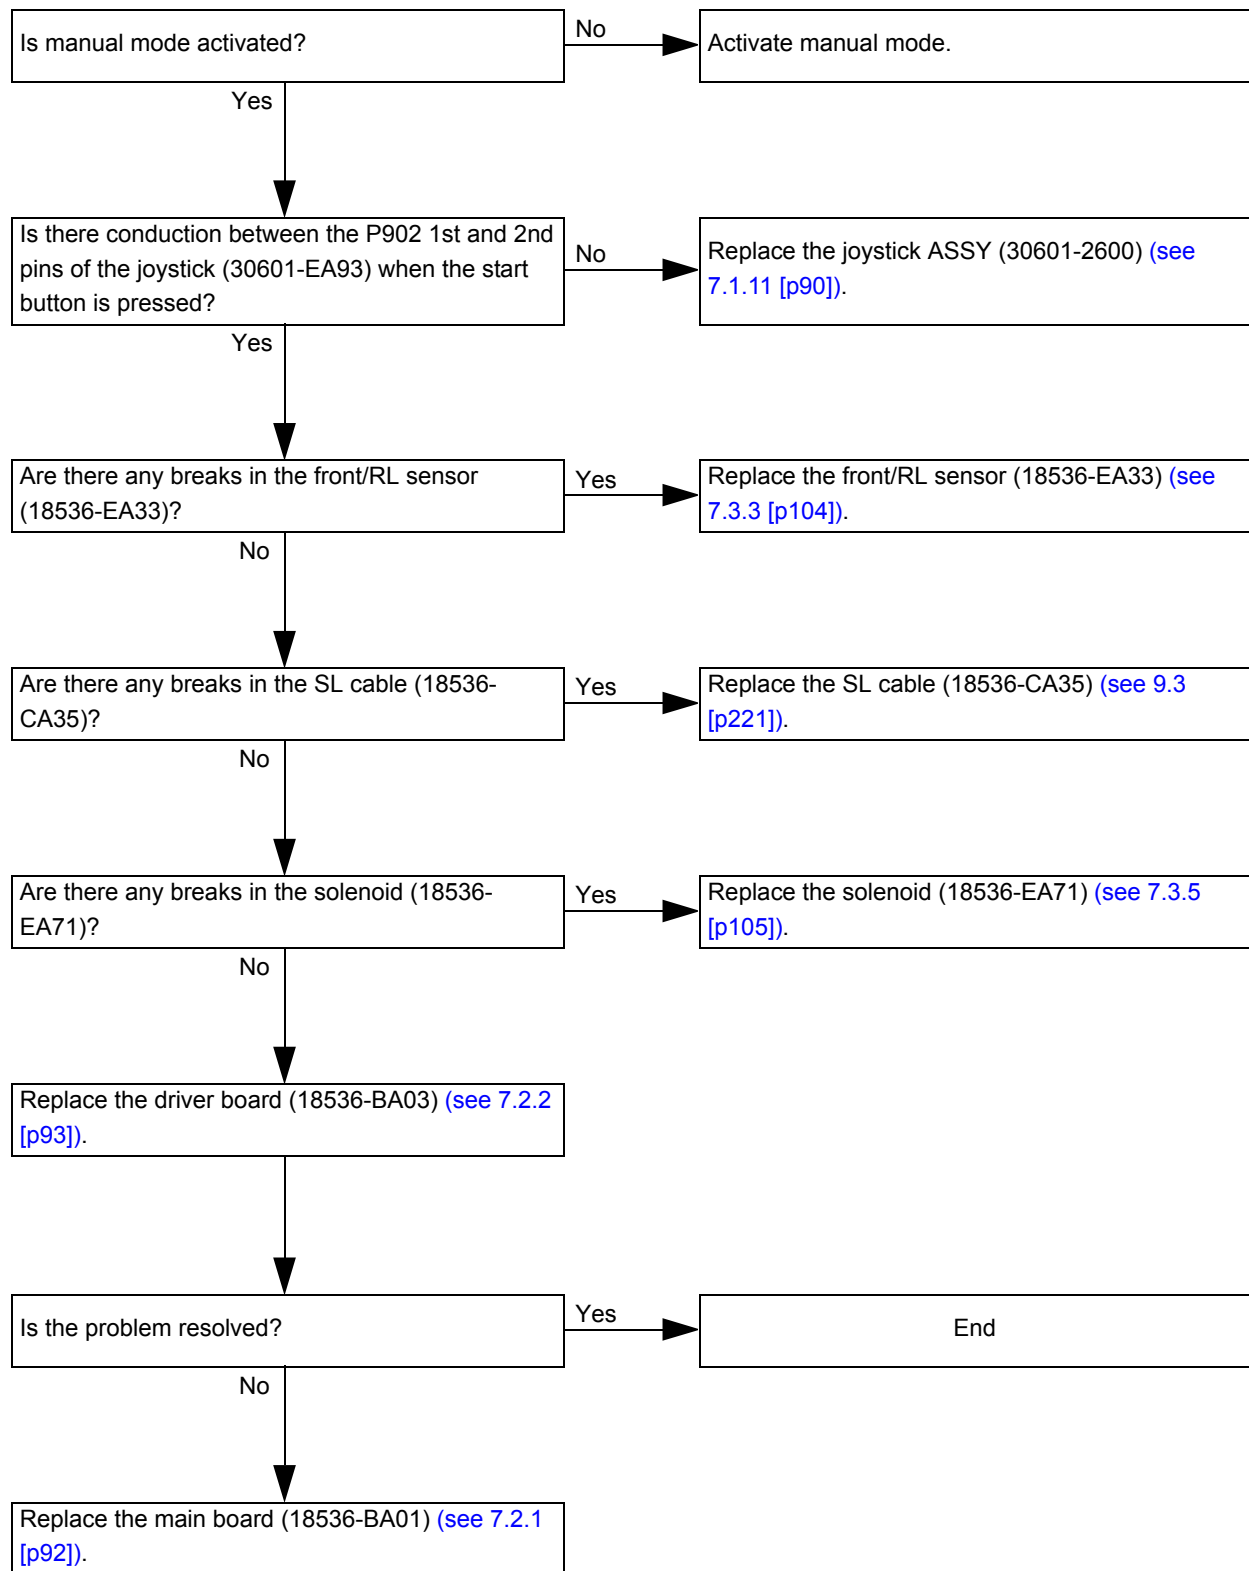 Is manual mode activated?
No
Activate manual mode.
Yes
Is there conduction between the P902 1st and 2nd
pins of the joystick (30601-EA93) when the start
button is pressed?
No
Replace the joystick ASSY (30601-2600) (see
7.1.11 [p90]).
Yes
Are there any breaks in the front/RL sensor
(18536-EA33)?
Yes
Replace the front/RL sensor (18536-EA33) (see
7.3.3 [p104]).
No
Are there any breaks in the SL cable (18536-
CA35)?
Yes
Replace the SL cable (18536-CA35) (see 9.3
[p221]).
No
Are there any breaks in the solenoid (18536-
EA71)?
Yes
Replace the solenoid (18536-EA71) (see 7.3.5
[p105]).
No
Replace the driver board (18536-BA03) (see 7.2.2
[p93]).
Is the problem resolved?
Yes
End
No
Replace the main board (18536-BA01) (see 7.2.1
[p92]).